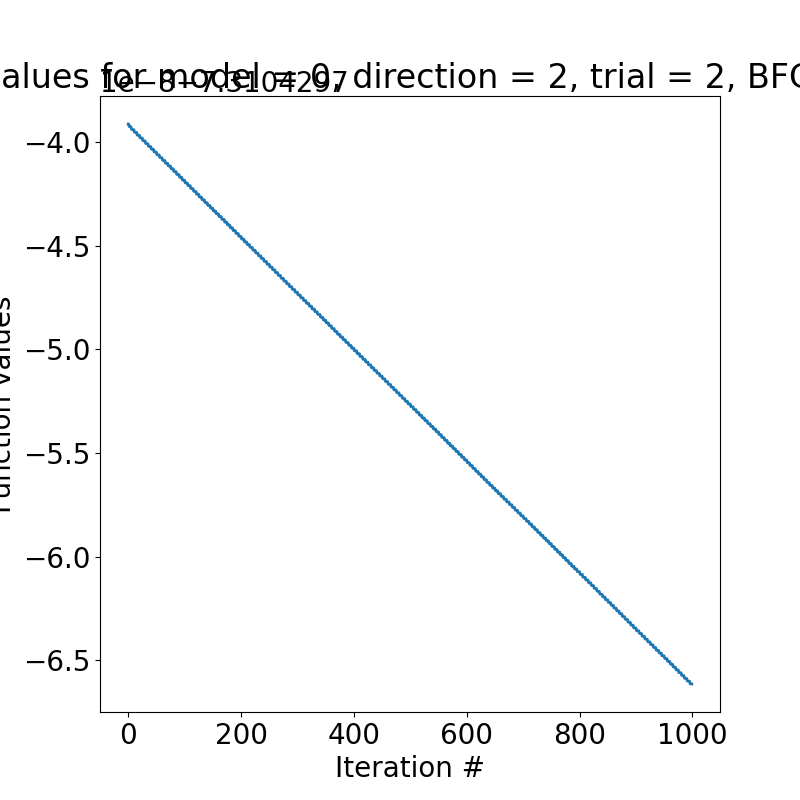 alues for model = 0, direction = 2, trial = 2, BFG
1e−8−7.3104297
−4.0
−4.5
−5.0
−5.5
−6.0
−6.5
Function values
0 200 400 600 800 1000
Iteration #